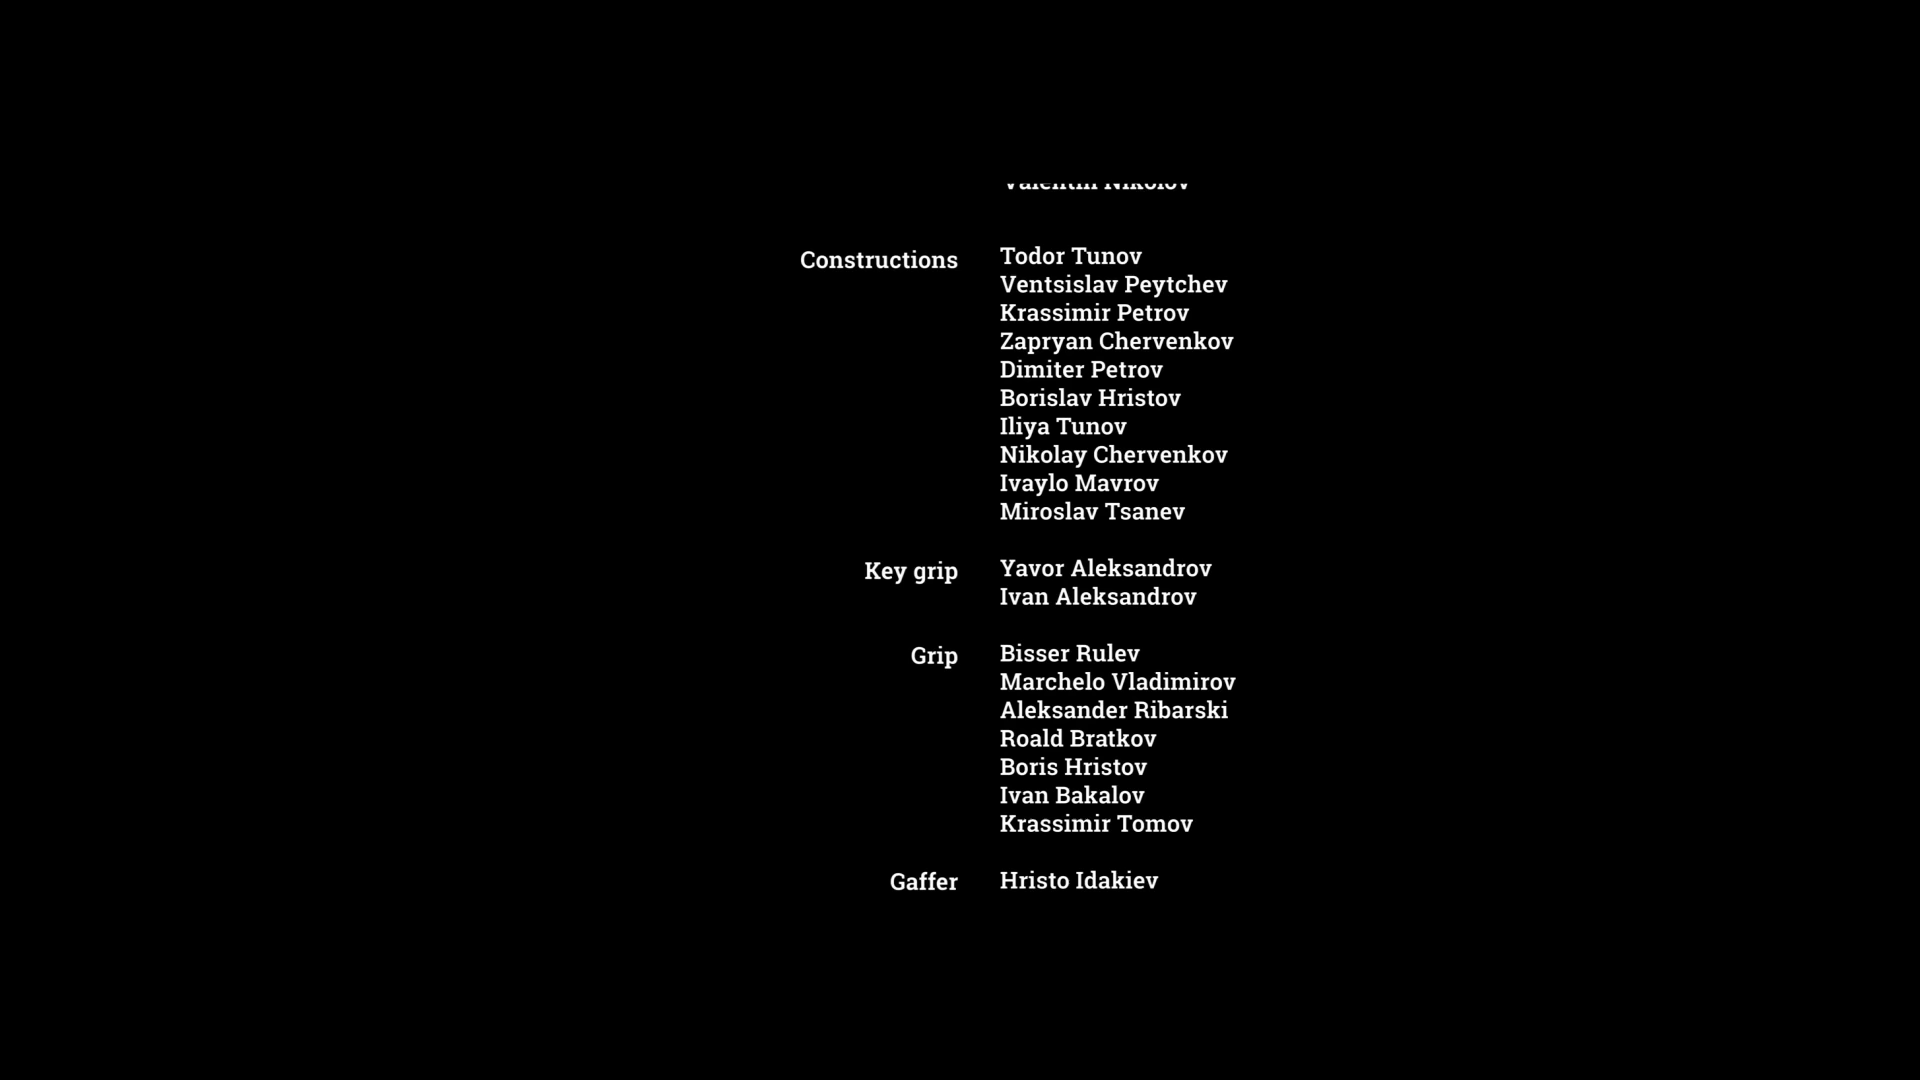 Valentin Nikolov
Constructions Todor Tunov
Ventsislav Peytchev
Krassimir Petrov
Zapryan Chervenkov
Dimiter Petrov
Borislav Hristov
Iliya Tunov
Nikolay Chervenkov
Ivaylo Mavrov
Miroslav Tsanev
Key grip Yavor Aleksandrov
Ivan Aleksandrov
Grip Bisser Rulev
Marchelo Vladimirov
Aleksander Ribarski
Roald Bratkov
Boris Hristov
Ivan Bakalov
Krassimir Tomov
Gaffer Hristo Idakiev